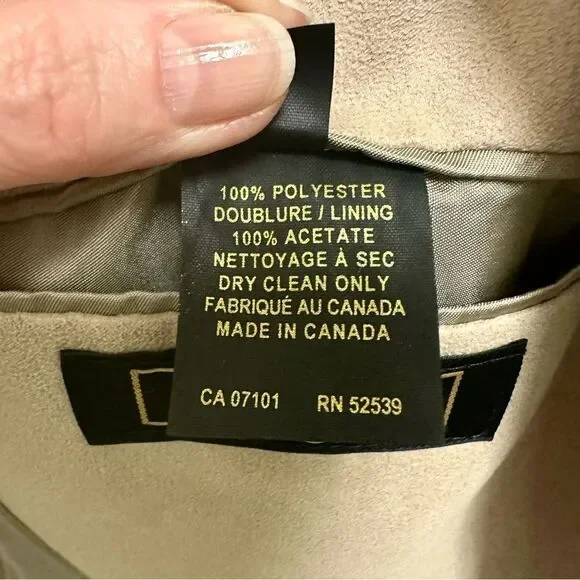 100% POLYESTER
DOUBLURE / LINING
100% ACETATE
NETTOYAGE À SEC
DRY CLEAN ONLY
FABRIQUÉ AU CANADA
MADE IN CANADA
CA 07101 RN 52539